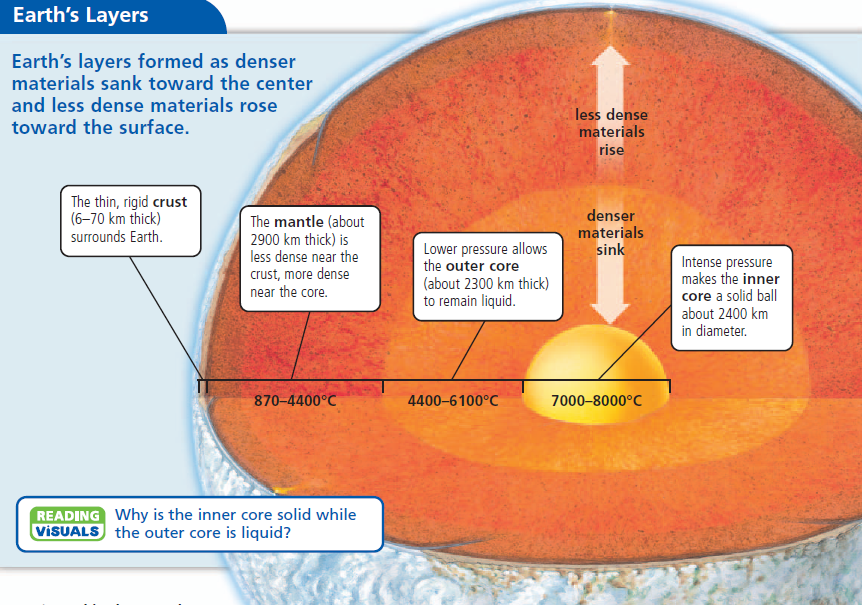 Earth's Layers
Earth's layers formed as denser
materials sank toward the center
and less dense materials rose
toward the surface.
less dense
materials
rise
denser
materials
sink
The thin, rigid crust
(6–70 km thick)
surrounds Earth.
The mantle (about
2900 km thick) is
less dense near the
crust, more dense
near the core.
Lower pressure allows
the outer core
(about 2300 km thick)
to remain liquid.
Intense pressure
makes the inner
core a solid ball
about 2400 km
in diameter.
870–4400°C
4400–6100°C
7000–8000°C
READING
ViSUALS
Why is the inner core solid while
the outer core is liquid?